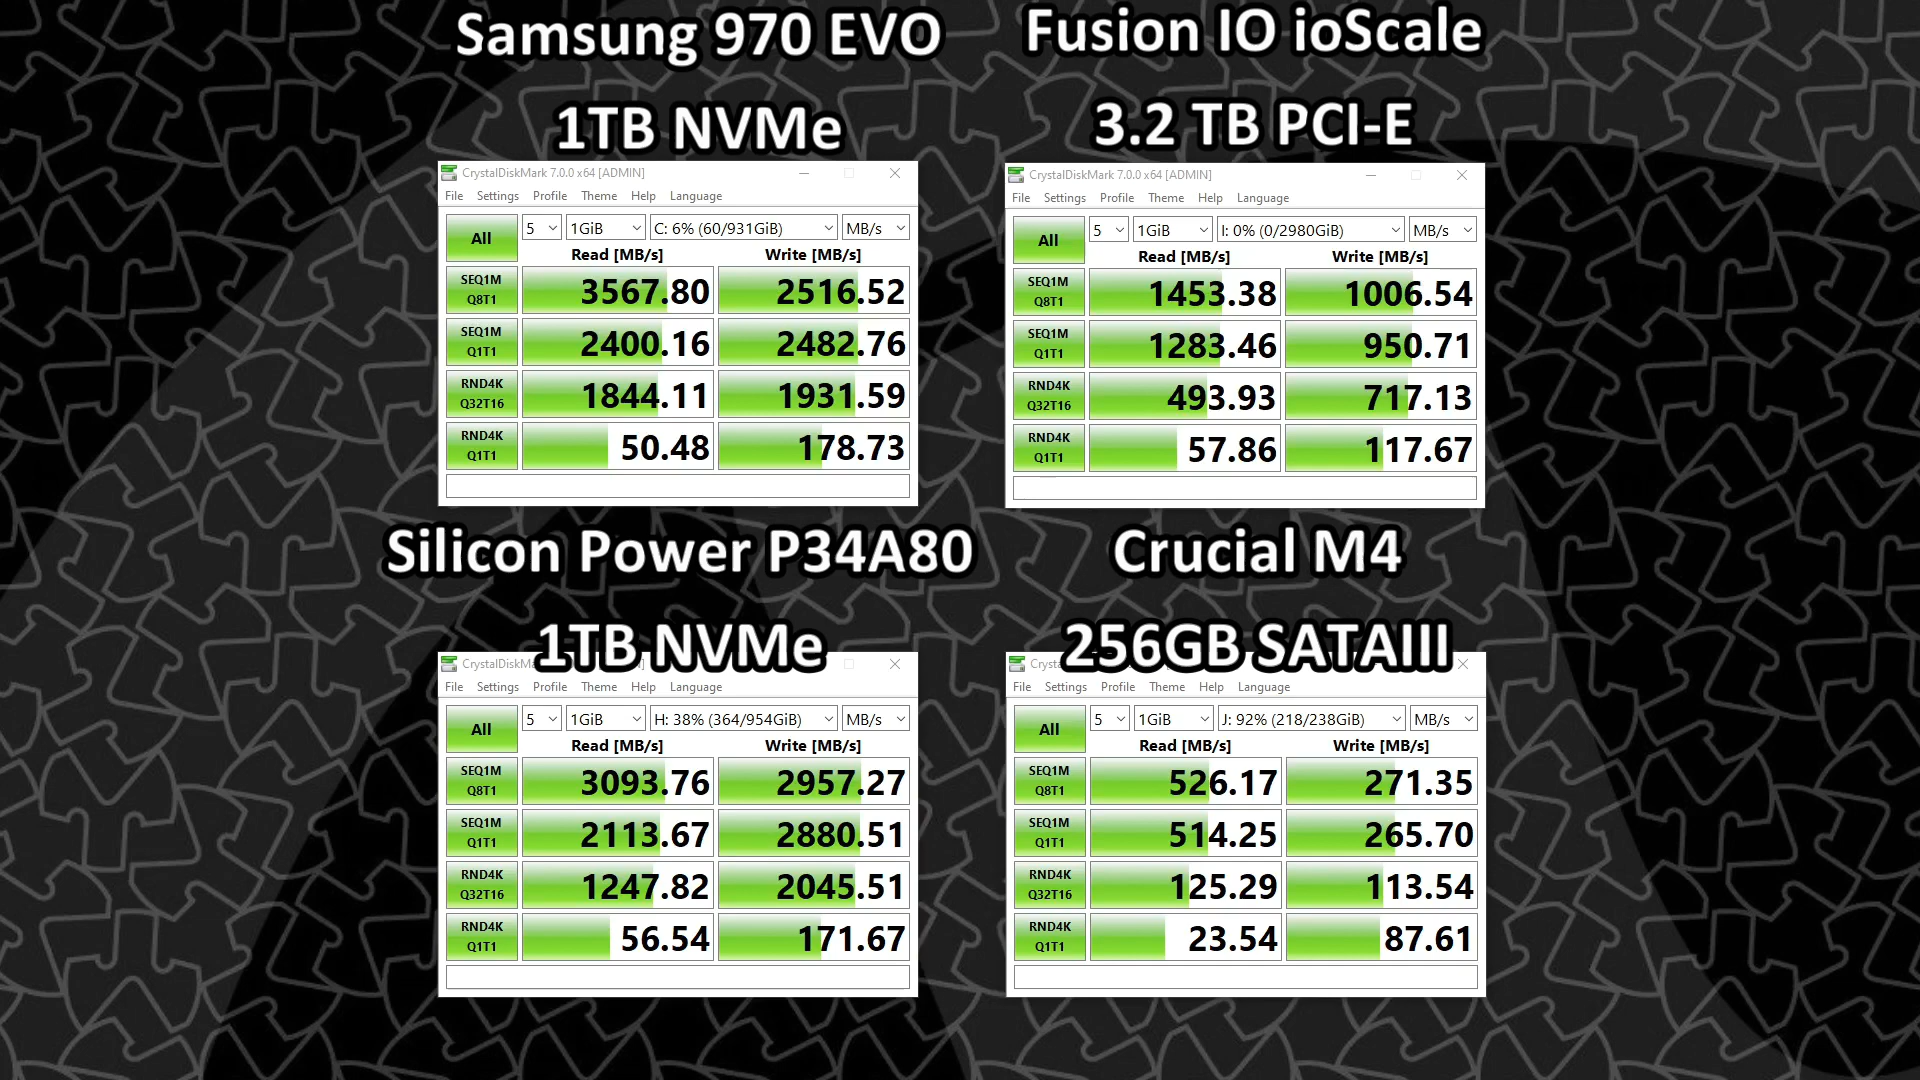 Samsung 970 EVO
1TB NVMe
CrystalDiskMark 7.0.0 x64 [ADMIN]
File Settings Profile Theme Help Language
All 5 1GiB C: 6% (60/931GiB) MB/s
Read [MB/s] Write [MB/s]
SEQ1M
Q8T1 3567.80 2516.52
SEQ1M
Q1T1 2400.16 2482.76
RND4K
Q32T16 1844.11 1931.59
RND4K
Q1T1 50.48 178.73
Fusion IO ioScale
3.2 TB PCI-E
CrystalDiskMark 7.0.0 x64 [ADMIN]
File Settings Profile Theme Help Language
All 5 1GiB I: 0% (0/2980GiB) MB/s
Read [MB/s] Write [MB/s]
SEQ1M
Q8T1 1453.38 1006.54
SEQ1M
Q1T1 1283.46 950.71
RND4K
Q32T16 493.93 717.13
RND4K
Q1T1 57.86 117.67
Silicon Power P34A80
1TB NVMe
File Settings Profile Theme Help Language
All 5 1GiB H: 38% (364/954GiB) MB/s
Read [MB/s] Write [MB/s]
SEQ1M
Q8T1 3093.76 2957.27
SEQ1M
Q1T1 2113.67 2880.51
RND4K
Q32T16 1247.82 2045.51
RND4K
Q1T1 56.54 171.67
Crucial M4
256GB SATAIII
File Settings Profile Theme Help Language
All 5 1GiB J: 92% (218/238GiB) MB/s
Read [MB/s] Write [MB/s]
SEQ1M
Q8T1 526.17 271.35
SEQ1M
Q1T1 514.25 265.70
RND4K
Q32T16 125.29 113.54
RND4K
Q1T1 23.54 87.61